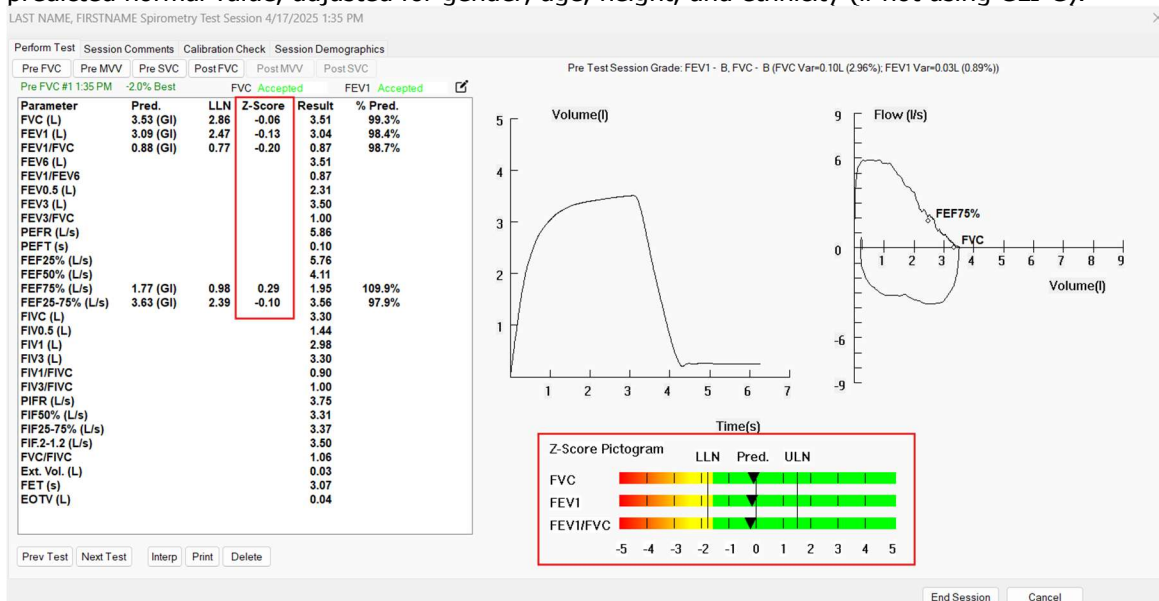 predicted normal value, adjusted for gender, age, height, and ethnicity (if not using GLI-G).
LAST NAME, FIRSTNAME Spirometry Test Session 4/17/2025 1:35 PM
Perform Test Session Comments Calibration Check Session Demographics
Pre FVC Pre MVV Pre SVC Post FVC Post MVV Post SVC
Pre Test Session Grade: FEV1 - B, FVC - B (FVC Var=0.10L (2.96%); FEV1 Var=0.03L (0.89%))
Pre FVC #1 1:35 PM -2.0% Best FVC Accepted FEV1 Accepted
Parameter Pred. LLN Z-Score Result % Pred.
FVC (L) 3.53 (GI) 2.86 -0.06 3.51 99.3%
FEV1 (L) 3.09 (GI) 2.47 -0.13 3.04 98.4%
FEV1/FVC 0.88 (GI) 0.77 -0.20 0.87 98.7%
FEV6 (L) 3.51
FEV1/FEV6 0.87
FEV0.5 (L) 2.31
FEV3 (L) 3.50
FEV3/FVC 1.00
PEFR (L/s) 5.86
PEFT (s) 0.10
FEF25% (L/s) 5.76
FEF50% (L/s) 4.11
FEF75% (L/s) 1.77 (GI) 0.98 0.29 1.95 109.9%
FEF25-75% (L/s) 3.63 (GI) 2.39 -0.10 3.56 97.9%
FIVC (L) 3.30
FIV0.5 (L) 1.44
FIV1 (L) 2.98
FIV3 (L) 3.30
FIV1/FIVC 0.90
FIV3/FIVC 1.00
PIFR (L/s) 3.75
FIF50% (L/s) 3.31
FIF25-75% (L/s) 3.37
FIF.2-1.2 (L/s) 3.50
FVC/FIVC 1.06
Ext. Vol. (L) 0.03
FET (s) 3.07
EOTV (L) 0.04
Prev Test Next Test Interp Print Delete
Volume(l)
5
4
3
2
1
1 2 3 4 5 6 7
Time(s)
Flow (l/s)
9
6
0
-6
-9
FEF75%
FVC
1 2 3 4 5 6 7 8 9
Volume(l)
Z-Score Pictogram LLN Pred. ULN
FVC
FEV1
FEV1/FVC
-5 -4 -3 -2 -1 0 1 2 3 4 5
End Session Cancel